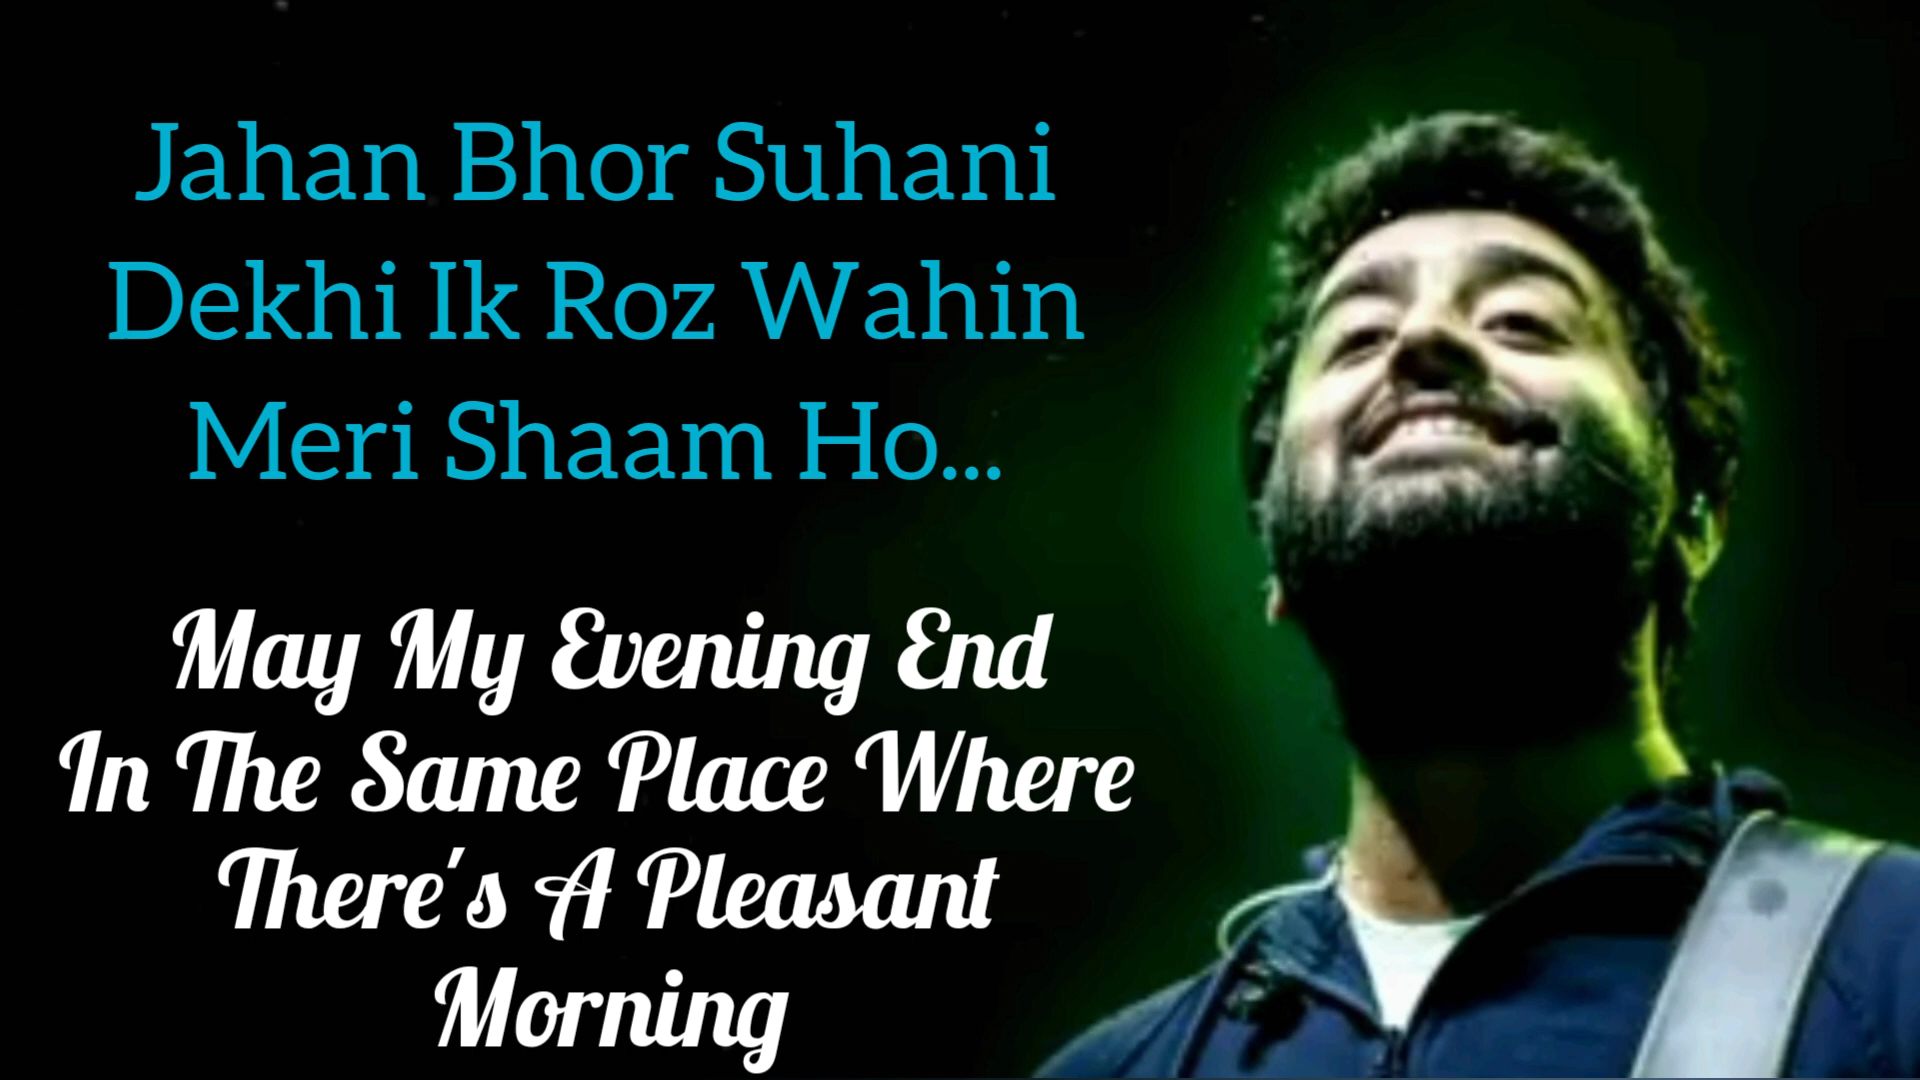 Jahan Bhor Suhani
Dekhi Ik Roz Wahin
Meri Shaam Ho...
May My Evening End
In The Same Place Where
There's A Pleasant
Morning